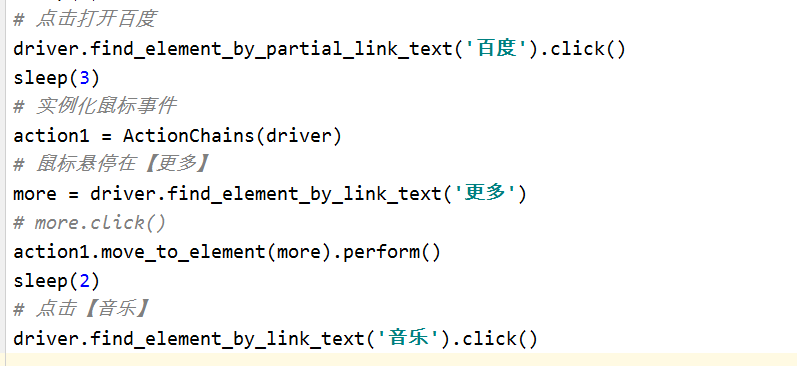 # 点击打开百度
driver.find_element_by_partial_link_text('百度').click()
sleep(3)
# 实例化鼠标事件
action1 = ActionChains(driver)
# 鼠标悬停在【更多】
more = driver.find_element_by_link_text('更多')
# more.click()
action1.move_to_element(more).perform()
sleep(2)
# 点击【音乐】
driver.find_element_by_link_text('音乐').click()